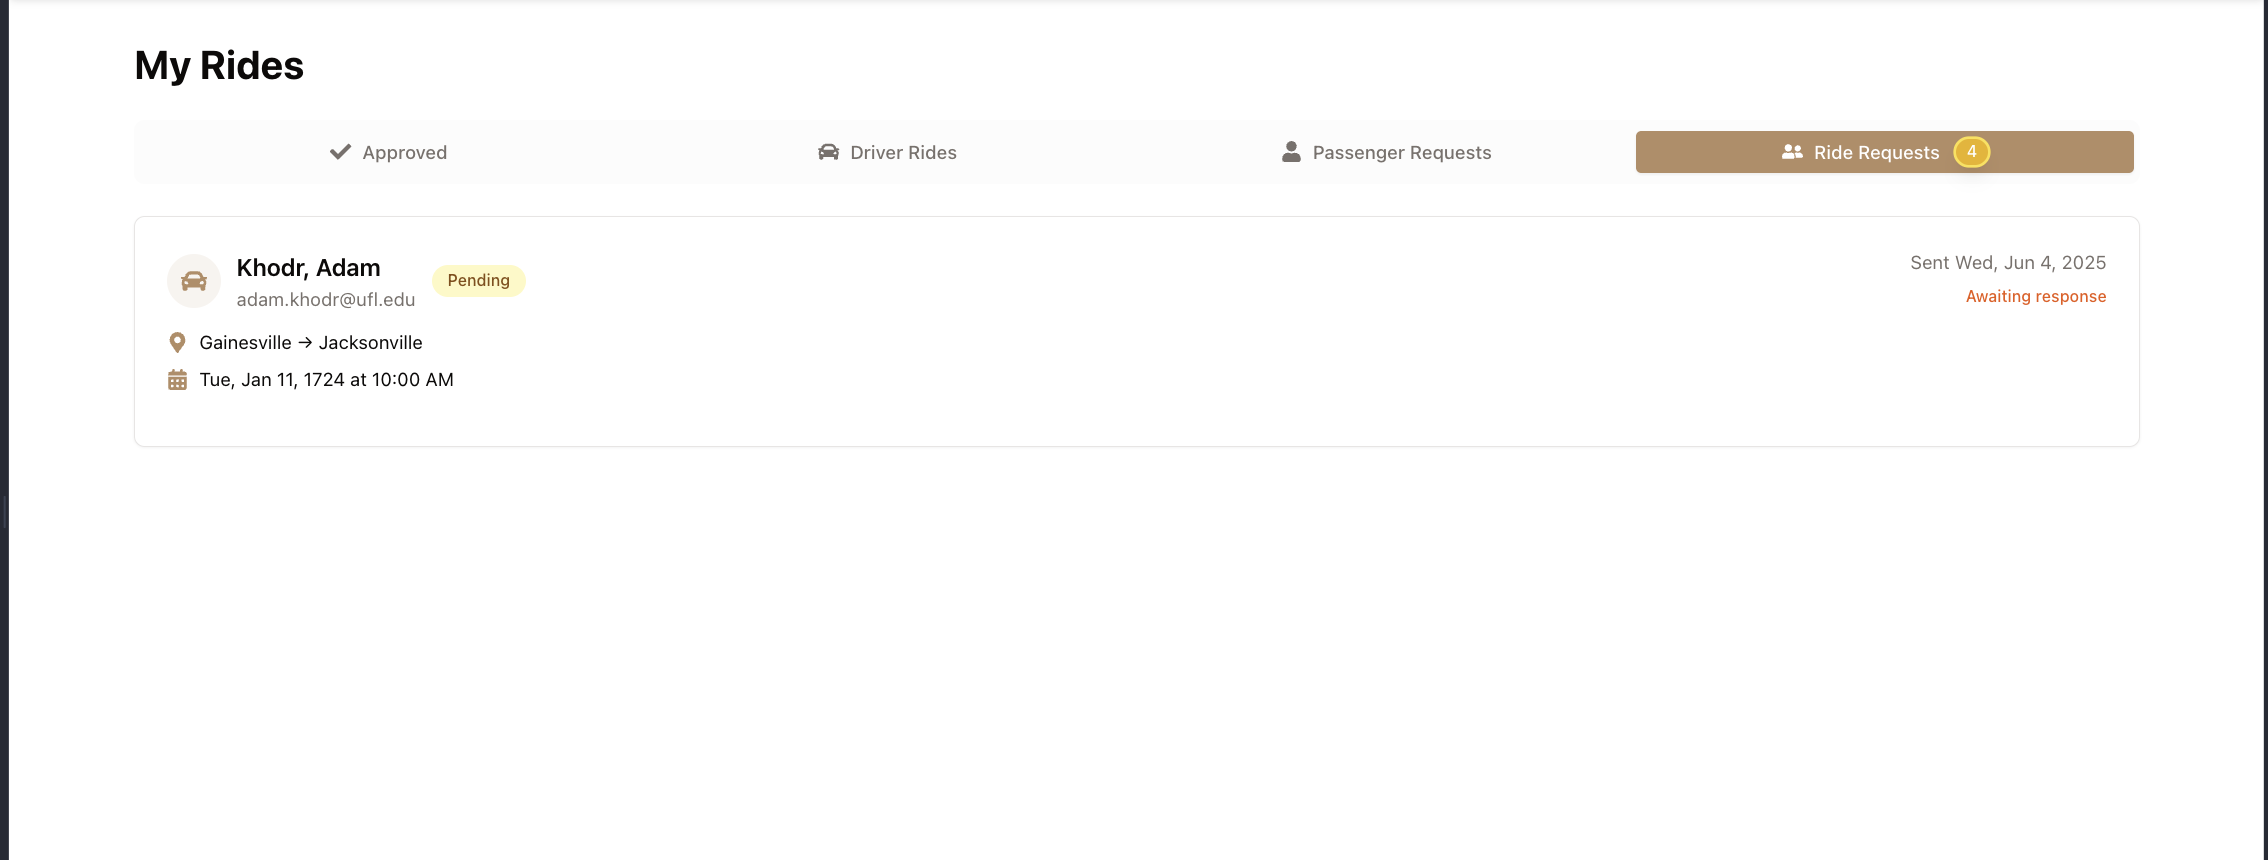 My Rides
Approved
Driver Rides
Passenger Requests
Ride Requests 4
Khodr, Adam
adam.khodr@ufl.edu
Pending
Sent Wed, Jun 4, 2025
Awaiting response
Gainesville → Jacksonville
Tue, Jan 11, 1724 at 10:00 AM